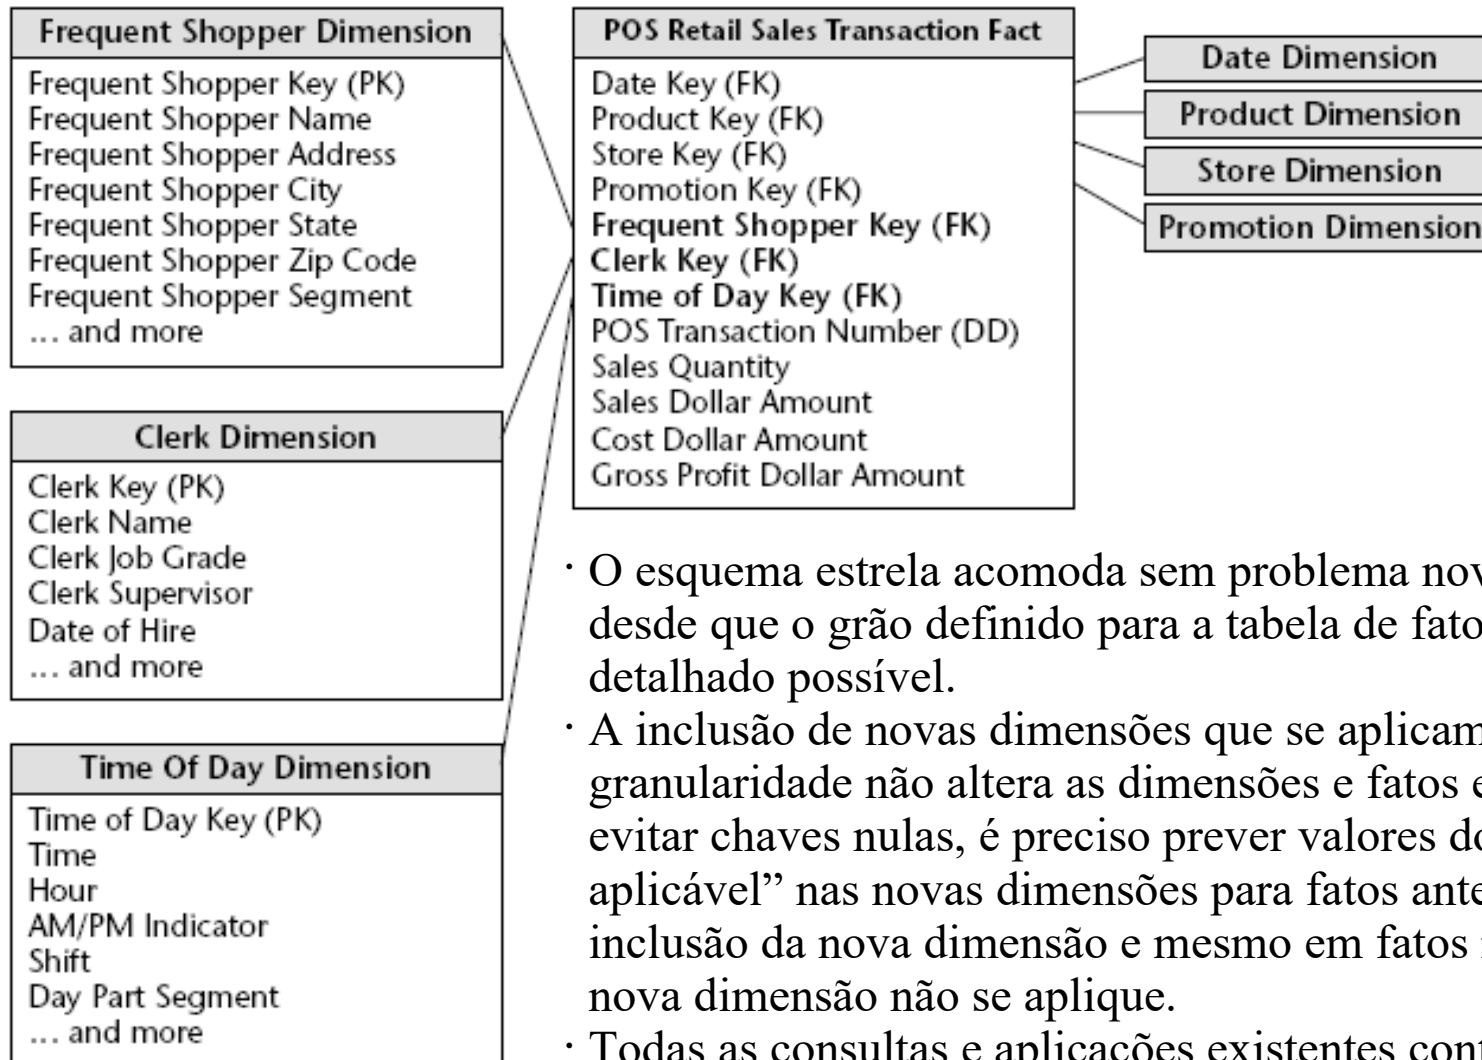 Frequent Shopper Dimension
Frequent Shopper Key (PK)
Frequent Shopper Name
Frequent Shopper Address
Frequent Shopper City
Frequent Shopper State
Frequent Shopper Zip Code
Frequent Shopper Segment
... and more
Clerk Dimension
Clerk Key (PK)
Clerk Name
Clerk Job Grade
Clerk Supervisor
Date of Hire
... and more
Time Of Day Dimension
Time of Day Key (PK)
Time
Hour
AM/PM Indicator
Shift
Day Part Segment
... and more
POS Retail Sales Transaction Fact
Date Key (FK)
Product Key (FK)
Store Key (FK)
Promotion Key (FK)
Frequent Shopper Key (FK)
Clerk Key (FK)
Time of Day Key (FK)
POS Transaction Number (DD)
Sales Quantity
Sales Dollar Amount
Cost Dollar Amount
Gross Profit Dollar Amount
Date Dimension
Product Dimension
Store Dimension
Promotion Dimension
· O esquema estrela acomoda sem problema
desde que o grão definido para a tabela de
detalhado possível.
· A inclusão de novas dimensões que se aplicam
granularidade não altera as dimensões e fatos
evitar chaves nulas, é preciso prever valores
aplicável” nas novas dimensões para fatos
inclusão da nova dimensão e mesmo em fatos
nova dimensão não se aplique.
· Todas as consultas e aplicações existentes